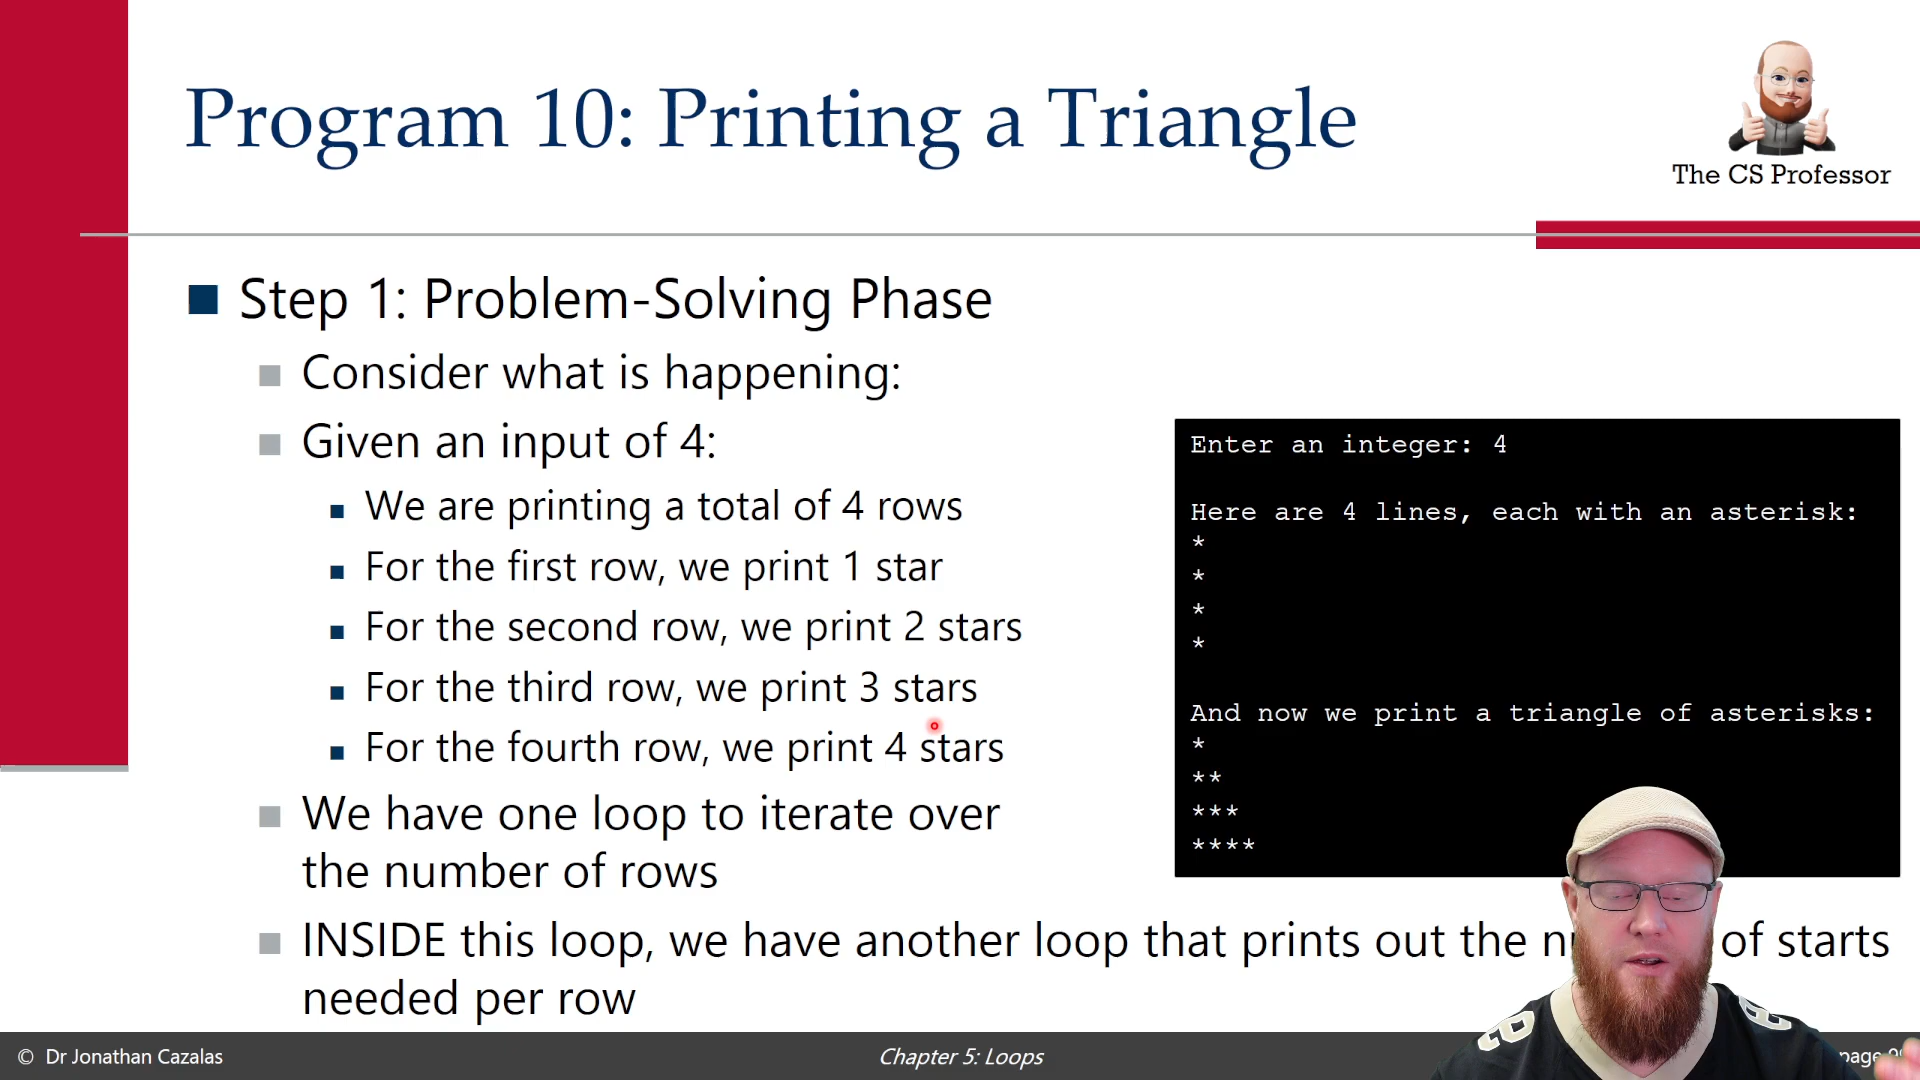 Program 10: Printing a Triangle
The CS Professor
Step 1: Problem-Solving Phase
Consider what is happening:
Given an input of 4:
We are printing a total of 4 rows
For the first row, we print 1 star
For the second row, we print 2 stars
For the third row, we print 3 stars
For the fourth row, we print 4 stars
We have one loop to iterate over
the number of rows
INSIDE this loop, we have another loop that prints out the of starts
needed per row
Enter an integer: 4
Here are 4 lines, each with an asterisk:
*
*
*
*
And now we print a triangle of asterisks:
*
**
***
****
© Dr Jonathan Cazalas
Chapter 5: Loops
page